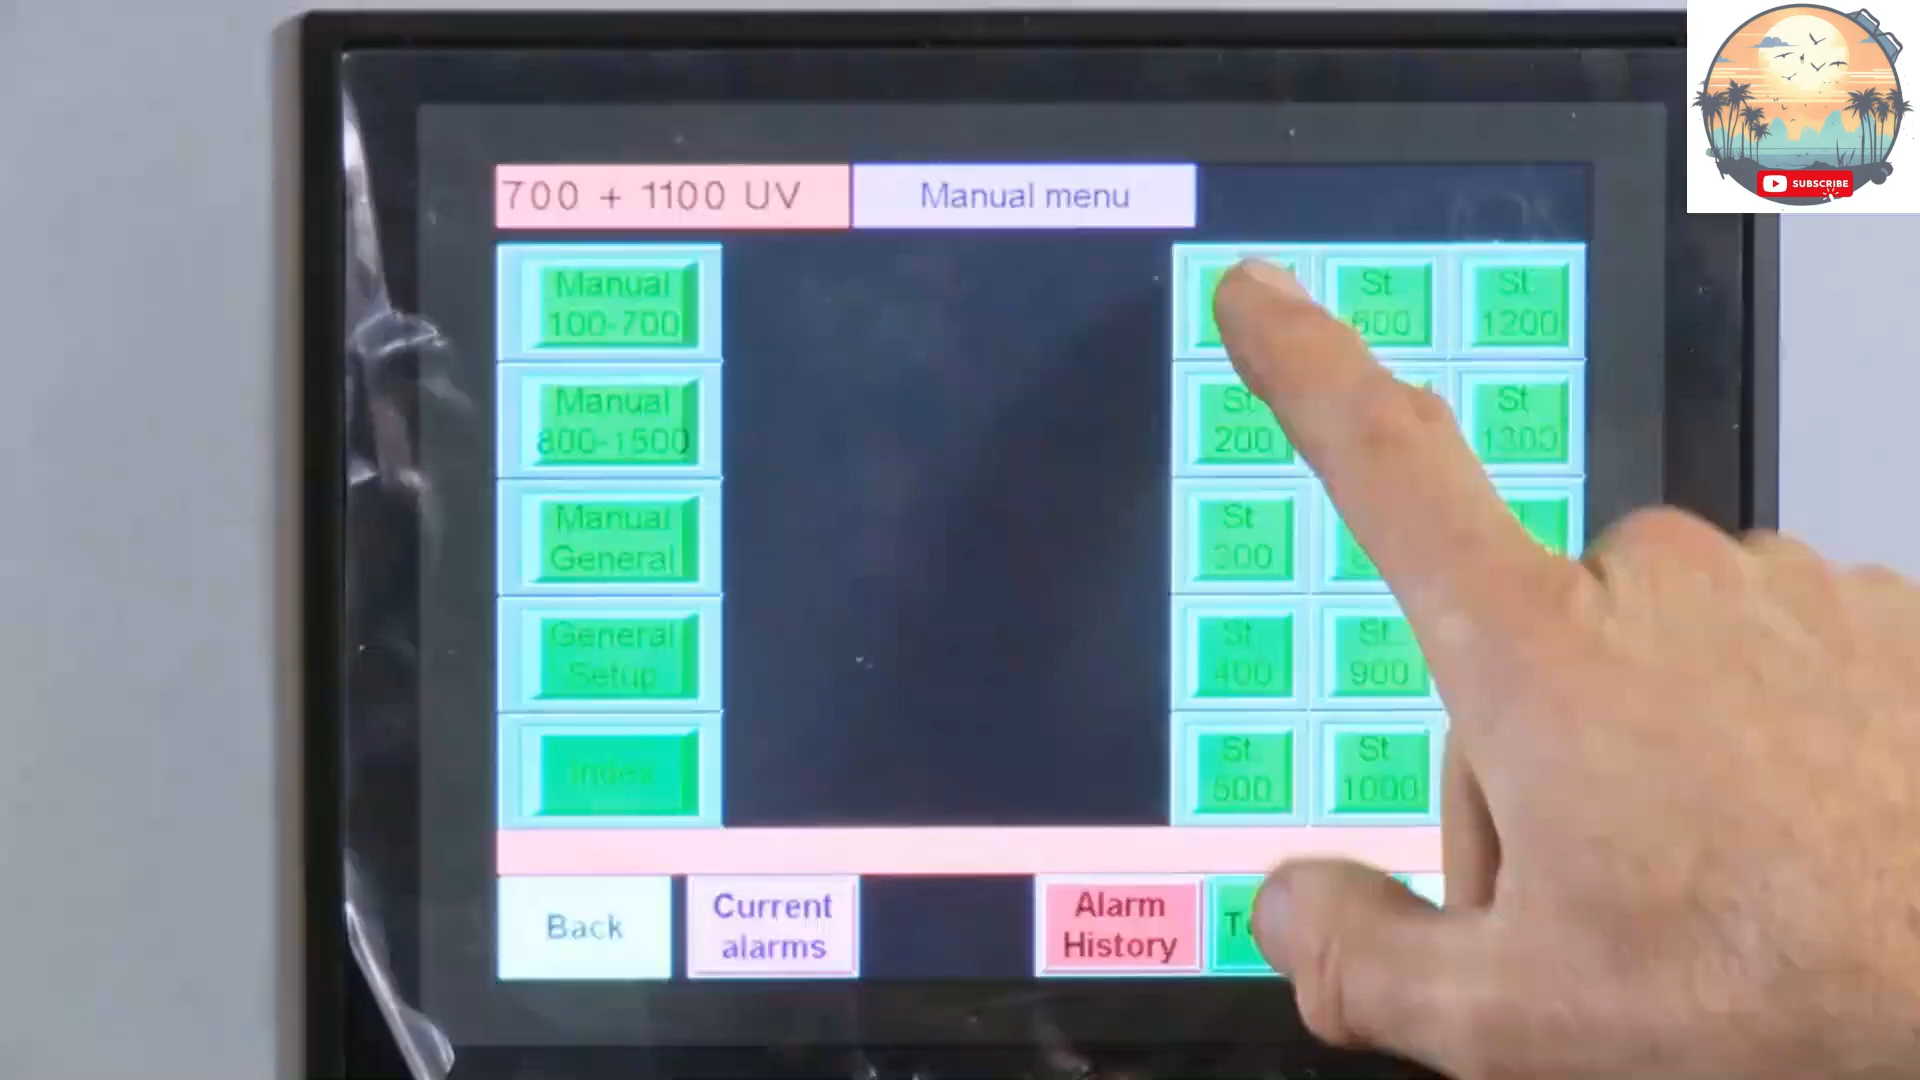 700 + 1100 UV
Manual menu
Manual
100-700
Manual
800-1500
Manual
General
General
Setup
Index
St
600
St.
1200
St
200
St
1300
St
300
St
400
St.
900
St.
500
St
1000
Back
Current
alarms
Alarm
History
SUBSCRIBE